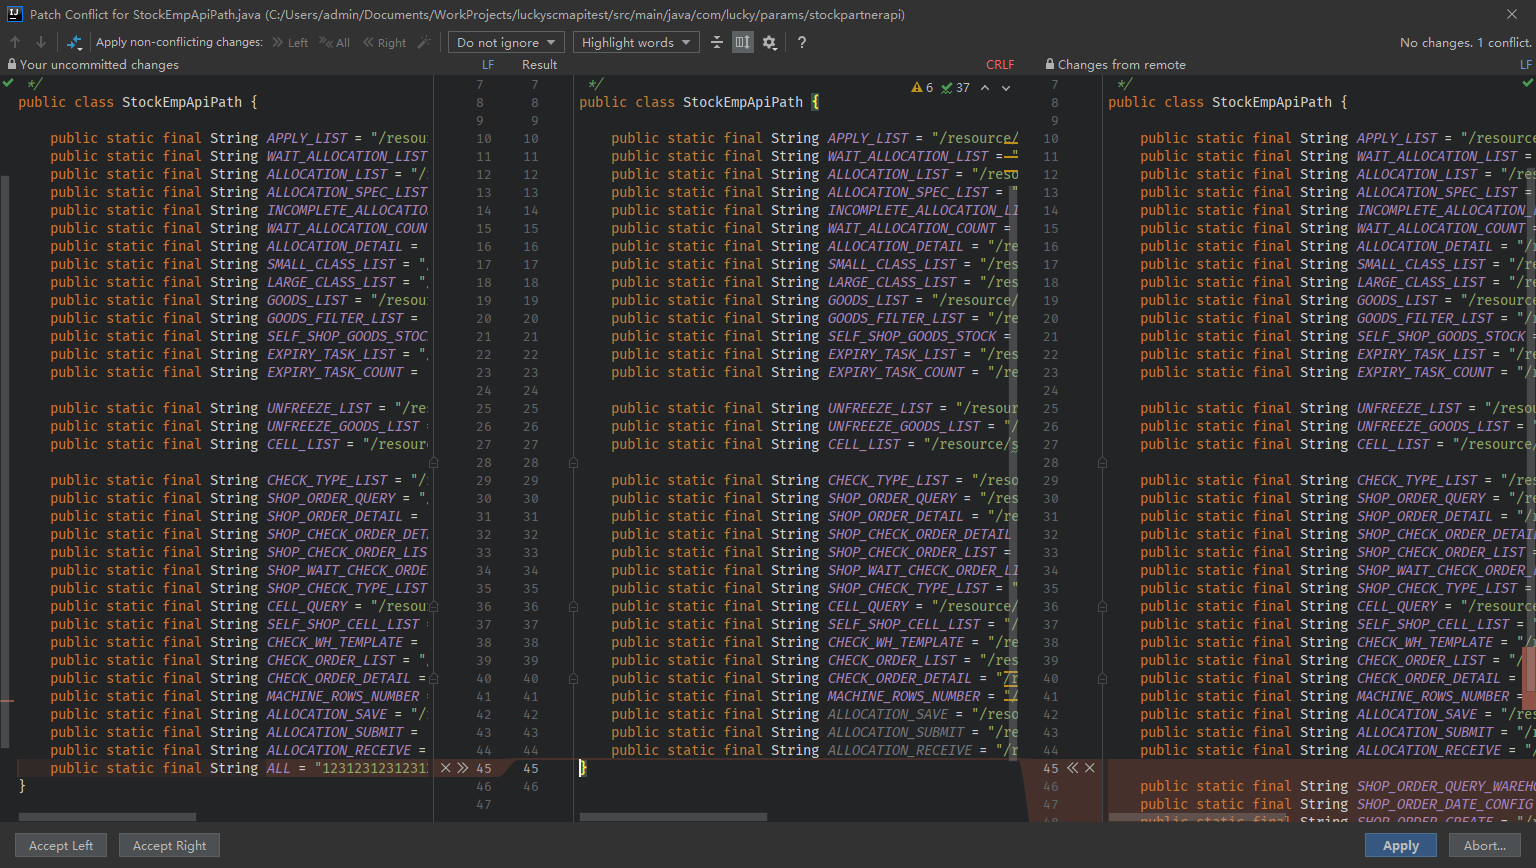 Patch Conflict for StockEmpApiPath.java (C:/Users/admin/Documents/WorkProjects/luckyscmapitest/src/main/java/com/lucky/params/stockpartnerapi)
Apply non-conflicting changes: Left All Right Do not ignore Highlight words ? No changes. 1 conflict.
Your uncommitted changes LF Result CRLF Changes from remote LF
*/ 7
public class StockEmpApiPath { 8
9
public static final String APPLY_LIST = "/resou 10
public static final String WAIT_ALLOCATION_LIST 11
public static final String ALLOCATION_LIST = "/ 12
public static final String ALLOCATION_SPEC_LIST 13
public static final String INCOMPLETE_ALLOCATIO 14
public static final String WAIT_ALLOCATION_COUN 15
public static final String ALLOCATION_DETAIL = 16
public static final String SMALL_CLASS_LIST = " 17
public static final String LARGE_CLASS_LIST = " 18
public static final String GOODS_LIST = "/resou 19
public static final String GOODS_FILTER_LIST = 20
public static final String SELF_SHOP_GOODS_STOC 21
public static final String EXPIRY_TASK_LIST = " 22
public static final String EXPIRY_TASK_COUNT = 23
24
public static final String UNFREEZE_LIST = "/re 25
public static final String UNFREEZE_GOODS_LIST 26
public static final String CELL_LIST = "/resour 27
28
public static final String CHECK_TYPE_LIST = "/ 29
public static final String SHOP_ORDER_QUERY = " 30
public static final String SHOP_ORDER_DETAIL = 31
public static final String SHOP_CHECK_ORDER_DET 32
public static final String SHOP_CHECK_ORDER_LIS 33
public static final String SHOP_WAIT_CHECK_ORDE 34
public static final String SHOP_CHECK_TYPE_LIST 35
public static final String CELL_QUERY = "/resou 36
public static final String SELF_SHOP_CELL_LIST = 37
public static final String CHECK_WH_TEMPLATE = 38
public static final String CHECK_ORDER_LIST = " 39
public static final String CHECK_ORDER_DETAIL = 40
public static final String MACHINE_ROWS_NUMBER = 41
public static final String ALLOCATION_SAVE = "/ 42
public static final String ALLOCATION_SUBMIT = 43
public static final String ALLOCATION_RECEIVE = 44
public static final String ALL = "1231231231231 45
} 46
47
7 */ 6 37
8 public class StockEmpApiPath {
9
10 public static final String APPLY_LIST = "/resource/
11 public static final String WAIT_ALLOCATION_LIST = "
12 public static final String ALLOCATION_LIST = "/reso
13 public static final String ALLOCATION_SPEC_LIST = "
14 public static final String INCOMPLETE_ALLOCATION_LI
15 public static final String WAIT_ALLOCATION_COUNT =
16 public static final String ALLOCATION_DETAIL = "/re
17 public static final String SMALL_CLASS_LIST = "/res
18 public static final String LARGE_CLASS_LIST = "/res
19 public static final String GOODS_LIST = "/resource/
20 public static final String GOODS_FILTER_LIST = "/re
21 public static final String SELF_SHOP_GOODS_STOCK =
22 public static final String EXPIRY_TASK_LIST = "/res
23 public static final String EXPIRY_TASK_COUNT = "/re
24
25 public static final String UNFREEZE_LIST = "/resour
26 public static final String UNFREEZE_GOODS_LIST = "/
27 public static final String CELL_LIST = "/resource/s
28
29 public static final String CHECK_TYPE_LIST = "/reso
30 public static final String SHOP_ORDER_QUERY = "/res
31 public static final String SHOP_ORDER_DETAIL = "/re
32 public static final String SHOP_CHECK_ORDER_DETAIL
33 public static final String SHOP_CHECK_ORDER_LIST =
34 public static final String SHOP_WAIT_CHECK_ORDER_LI
35 public static final String SHOP_CHECK_TYPE_LIST = "
36 public static final String CELL_QUERY = "/resource/
37 public static final String SELF_SHOP_CELL_LIST = "/
38 public static final String CHECK_WH_TEMPLATE = "/re
39 public static final String CHECK_ORDER_LIST = "/res
40 public static final String CHECK_ORDER_DETAIL = "/r
41 public static final String MACHINE_ROWS_NUMBER = "/
42 public static final String ALLOCATION_SAVE = "/reso
43 public static final String ALLOCATION_SUBMIT = "/re
44 public static final String ALLOCATION_RECEIVE = "/r
45 }
46
7 */
8 public class StockEmpApiPath {
9
10 public static final String APPLY_LIST = "/resourc
11 public static final String WAIT_ALLOCATION_LIST =
12 public static final String ALLOCATION_LIST = "/re
13 public static final String ALLOCATION_SPEC_LIST =
14 public static final String INCOMPLETE_ALLOCATION_
15 public static final String WAIT_ALLOCATION_COUNT
16 public static final String ALLOCATION_DETAIL = "/
17 public static final String SMALL_CLASS_LIST = "/r
18 public static final String LARGE_CLASS_LIST = "/r
19 public static final String GOODS_LIST = "/resourc
20 public static final String GOODS_FILTER_LIST = "/
21 public static final String SELF_SHOP_GOODS_STOCK
22 public static final String EXPIRY_TASK_LIST = "/r
23 public static final String EXPIRY_TASK_COUNT = "/
24
25 public static final String UNFREEZE_LIST = "/reso
26 public static final String UNFREEZE_GOODS_LIST =
27 public static final String CELL_LIST = "/resource
28
29 public static final String CHECK_TYPE_LIST = "/re
30 public static final String SHOP_ORDER_QUERY = "/r
31 public static final String SHOP_ORDER_DETAIL = "/
32 public static final String SHOP_CHECK_ORDER_DETAI
33 public static final String SHOP_CHECK_ORDER_LIST
34 public static final String SHOP_WAIT_CHECK_ORDER_
35 public static final String SHOP_CHECK_TYPE_LIST =
36 public static final String CELL_QUERY = "/resourc
37 public static final String SELF_SHOP_CELL_LIST =
38 public static final String CHECK_WH_TEMPLATE = "/
39 public static final String CHECK_ORDER_LIST = "/
40 public static final String CHECK_ORDER_DETAIL =
41 public static final String MACHINE_ROWS_NUMBER =
42 public static final String ALLOCATION_SAVE = "/re
43 public static final String ALLOCATION_SUBMIT = "/
44 public static final String ALLOCATION_RECEIVE = "
45
46 public static final String SHOP_ORDER_QUERY_WAREH
47 public static final String SHOP_ORDER_DATE_CONFIG
48 public static final String SHOP_ORDER_CREATE = "/
Accept Left Accept Right Apply Abort...